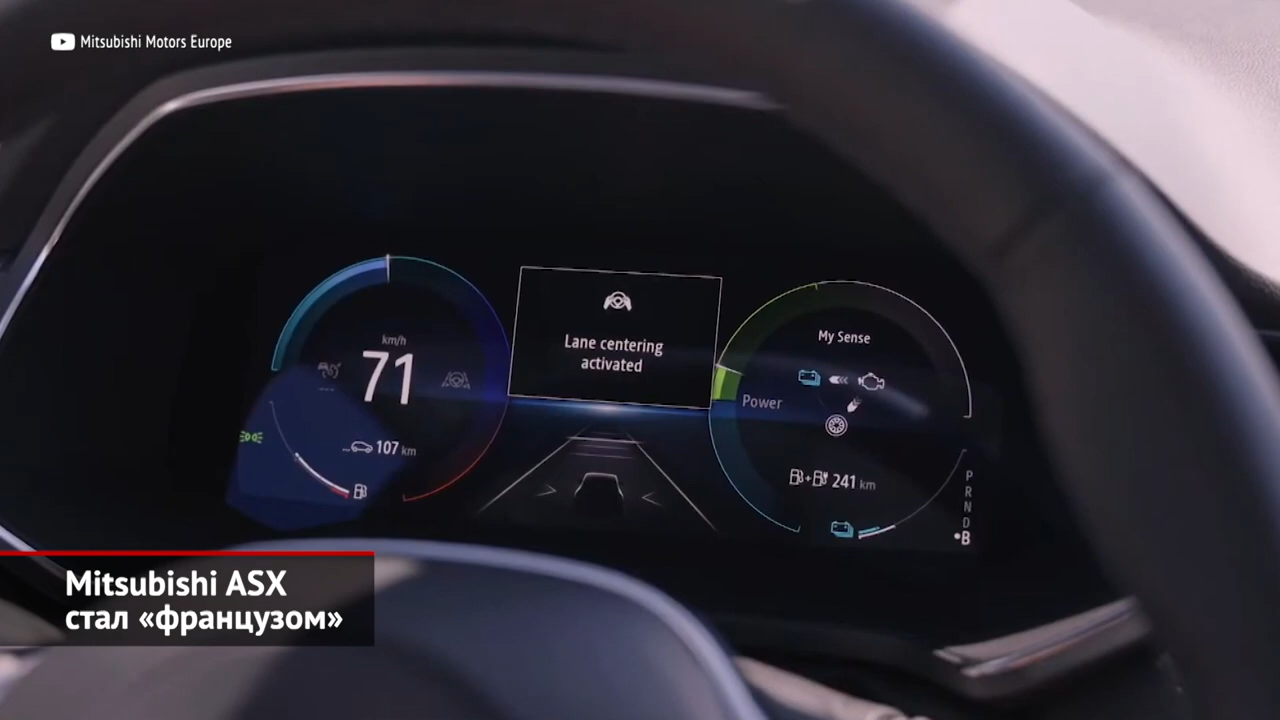 Mitsubishi Motors Europe
km/h
71
...107 km
Lane centering
activated
My Sense
Power
+ 241 km
P
R
N
D
•B
Mitsubishi ASX
стал «французом»